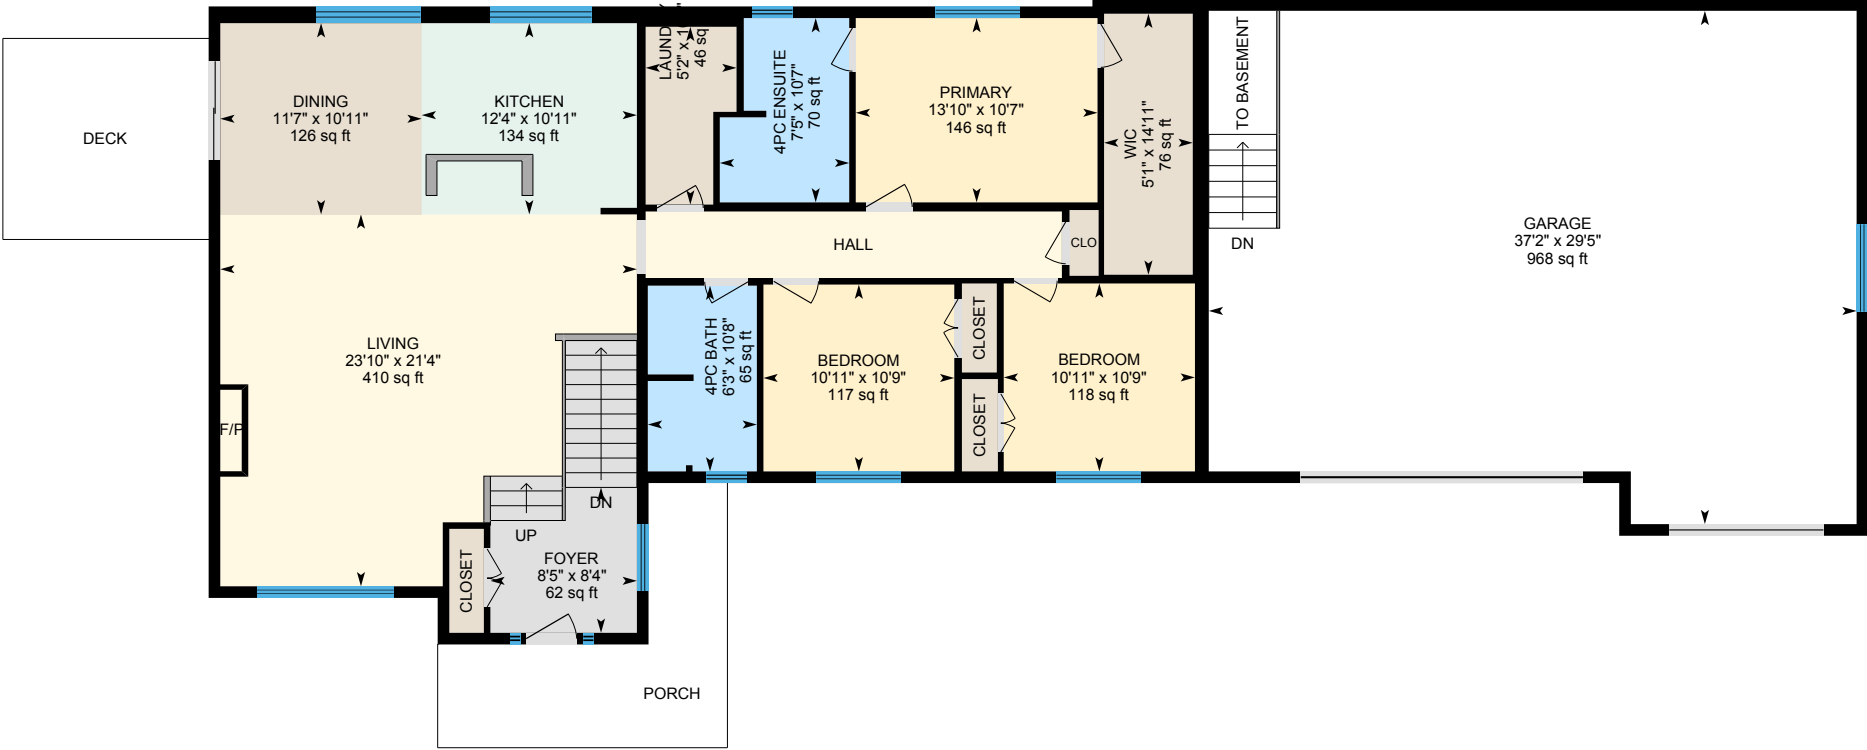 DECK
DINING
11'7" x 10'11"
126 sq ft
KITCHEN
12'4" x 10'11"
134 sq ft
5'2" x
46 sq
4PC ENSUITE
7'5" x 10'7"
70 sq ft
PRIMARY
13'10" x 10'7"
146 sq ft
WIC
5'1" x 14'11"
76 sq ft
TO BASEMENT
DN
GARAGE
37'2" x 29'5"
968 sq ft
HALL
CLO
LIVING
23'10" x 21'4"
410 sq ft
F/P
4PC BATH
6'3" x 10'8"
65 sq ft
BEDROOM
10'11" x 10'9"
117 sq ft
CLOSET
CLOSET
BEDROOM
10'11" x 10'9"
118 sq ft
DN
UP
CLOSET
FOYER
8'5" x 8'4"
62 sq ft
PORCH